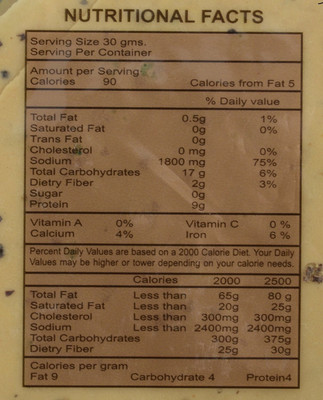 NUTRITIONAL FACTS
Serving Size 30 gms.
Serving Per Container
Amount per Serving
Calories 90 Calories from Fat 5
% Daily value
Total Fat 0.5g 1%
Saturated Fat 0g 0%
Trans Fat 0g
Cholesterol 0 mg 0%
Sodium 1800 mg 75%
Total Carbohydrates 17 g 6%
Dietry Fiber 2g 3%
Sugar 0g
Protein 9g
Vitamin A 0% Vitamin C 0 %
Calcium 4% Iron 6 %
Percent Daily Values are based on a 2000 Calorie Diet. Your Daily
Values may be higher or tower depending on your calorie needs.
Calories 2000 2500
Total Fat Less than 65g 80 g
Saturated Fat Less than 20g 25g
Cholesterol Less than 300mg 300mg
Sodium Less than 2400mg 2400mg
Total Carbohydrates 300g 375g
Dietry Fiber 25g 30g
Calories per gram
Fat 9 Carbohydrate 4 Protein4